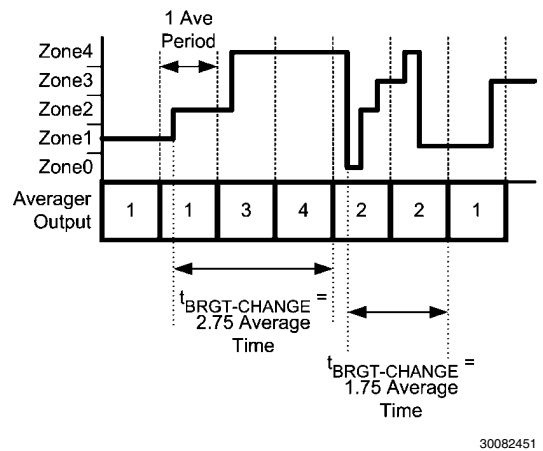 1 Ave
Period
Zone4
Zone3
Zone2
Zone1
Zone0
Averager
Output
1 1 3 4 2 2 1
tBRGT-CHANGE =
2.75 Average
Time
tBRGT-CHANGE =
1.75 Average
Time
30082451